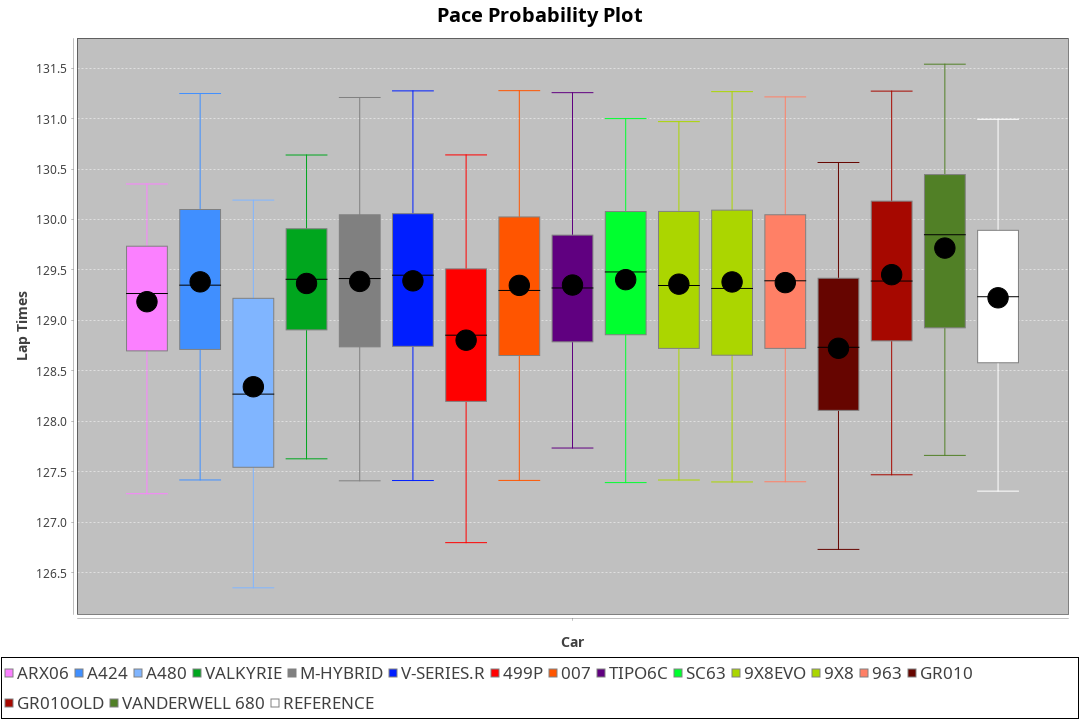 Pace Probability Plot
131.5
131.0
130.5
130.0
129.5
129.0
128.5
128.0
127.5
127.0
126.5
Lap Times
Car
ARX06 A424 A480 VALKYRIE M-HYBRID V-SERIES.R 499P 007 TIPO6C SC63 9X8EVO 9X8 963 GR010
GR010OLD VANDERWELL 680 REFERENCE